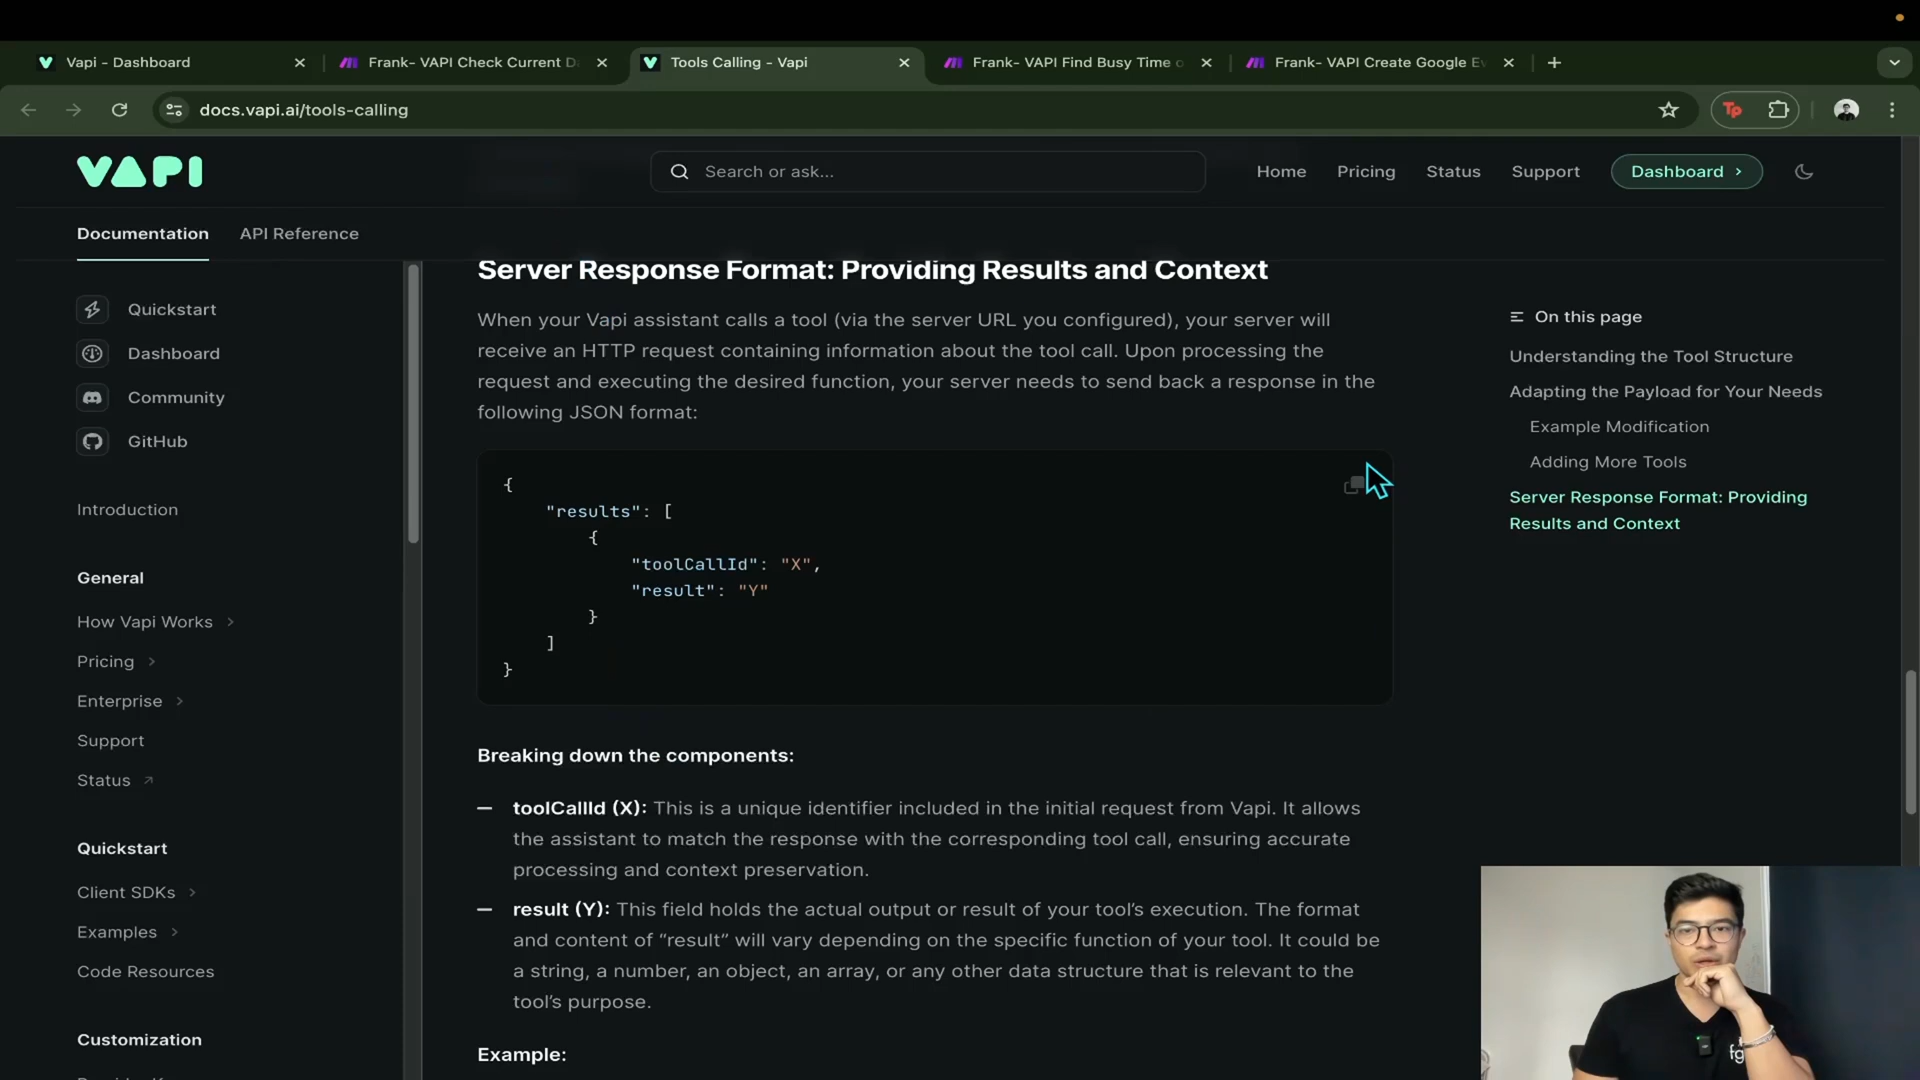 Vapi - Dashboard
Frank- VAPI Check Current D
Tools Calling - Vapi
Frank- VAPI Find Busy Time o
Frank- VAPI Create Google Ev
docs.vapi.ai/tools-calling
Tp
VAPI
Search or ask...
Home
Pricing
Status
Support
Dashboard
Documentation
API Reference
Quickstart
Dashboard
Community
GitHub
Introduction
General
How Vapi Works
Pricing
Enterprise
Support
Status
Quickstart
Client SDKs
Examples
Code Resources
Customization
Server Response Format: Providing Results and Context
When your Vapi assistant calls a tool (via the server URL you configured), your server will
receive an HTTP request containing information about the tool call. Upon processing the
request and executing the desired function, your server needs to send back a response in the
following JSON format:
{
"results": [
{
"toolCallId": "X",
"result": "Y"
}
]
}
Breaking down the components:
— toolCallId (X): This is a unique identifier included in the initial request from Vapi. It allows
the assistant to match the response with the corresponding tool call, ensuring accurate
processing and context preservation.
— result (Y): This field holds the actual output or result of your tool’s execution. The format
and content of “result” will vary depending on the specific function of your tool. It could be
a string, a number, an object, an array, or any other data structure that is relevant to the
tool’s purpose.
Example:
On this page
Understanding the Tool Structure
Adapting the Payload for Your Needs
Example Modification
Adding More Tools
Server Response Format: Providing
Results and Context
fg